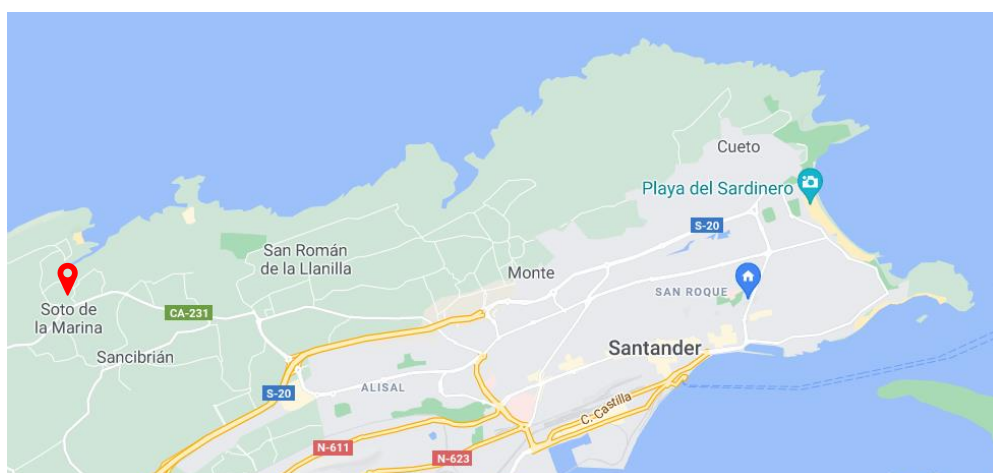 Cueto
Playa del Sardinero
S-20
San Román
de la Llanilla
Monte
SAN ROQUE
Soto de
la Marina
CA-231
Sancibrián
Santander
S-20
ALISAL
C. Castilla
N-611
N-623